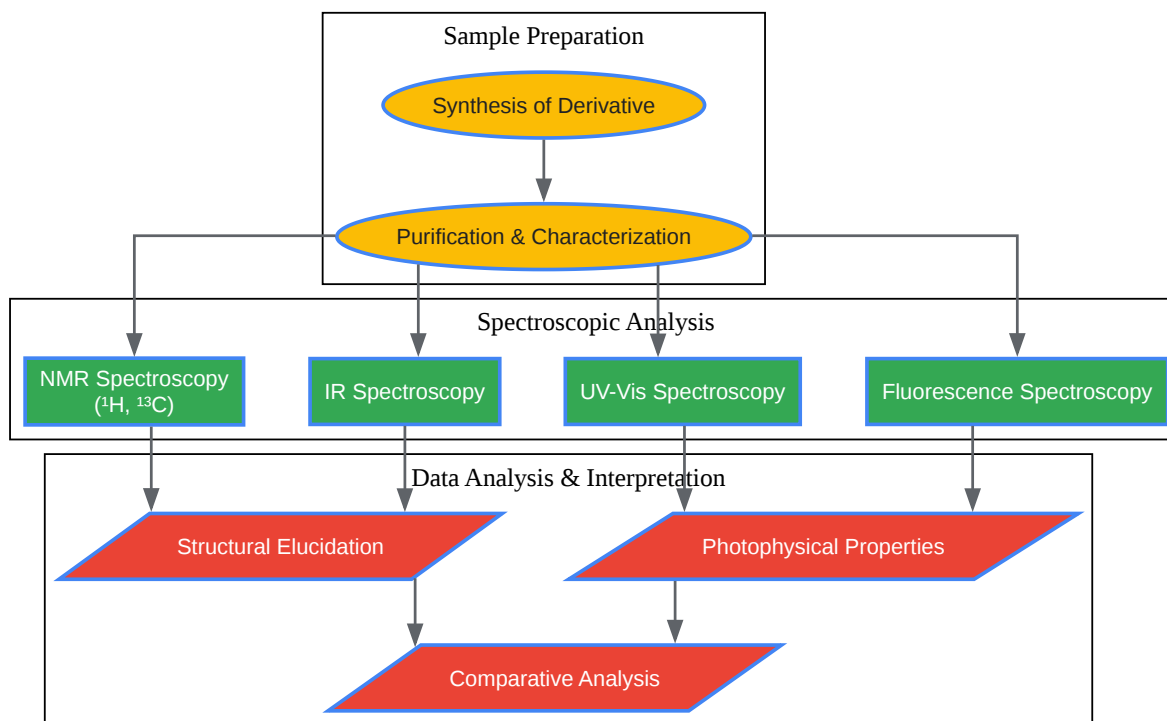 Sample Preparation
Synthesis of Derivative
Purification & Characterization
Spectroscopic Analysis
NMR Spectroscopy
(¹H, ¹³C)
IR Spectroscopy
UV-Vis Spectroscopy
Fluorescence Spectroscopy
Data Analysis & Interpretation
Structural Elucidation
Photophysical Properties
Comparative Analysis